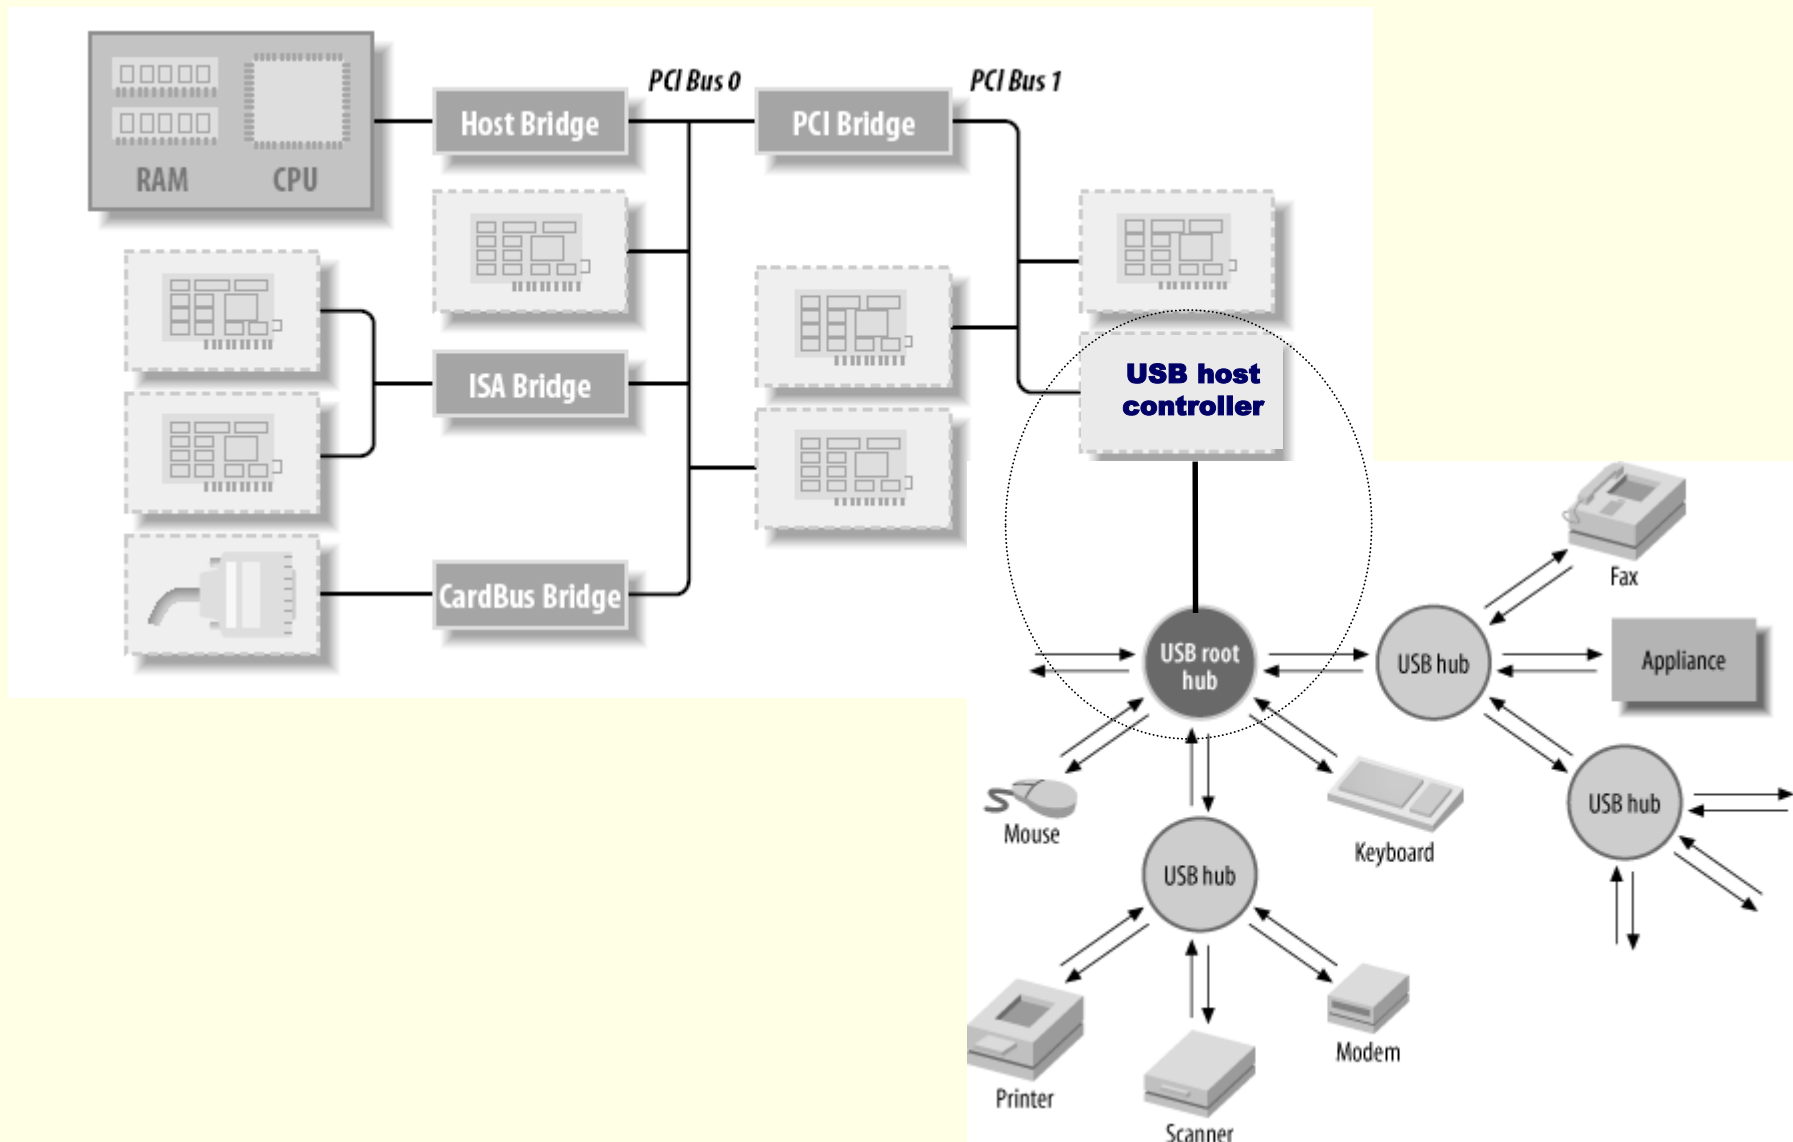 PCI Bus 0
PCI Bus 1
Host Bridge
PCI Bridge
RAM
CPU
ISA Bridge
USB host
controller
CardBus Bridge
Fax
USB root
hub
USB hub
Appliance
Mouse
Keyboard
USB hub
USB hub
Modem
Printer
Scanner